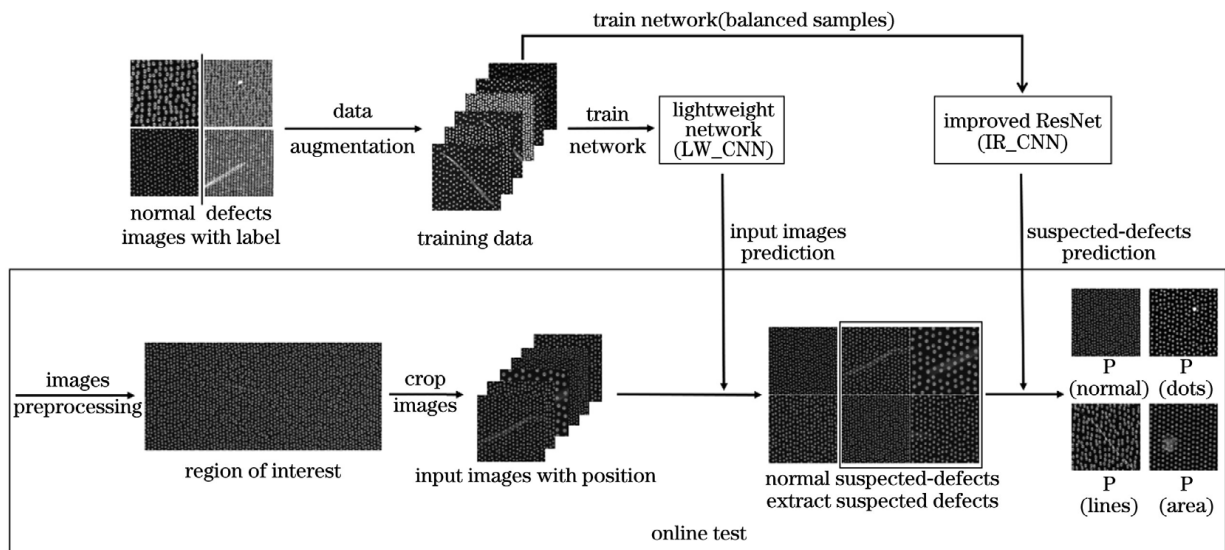 train network(balanced samples)
data
augmentation
train
network
lightweight
network
(LW_CNN)
improved ResNet
(IR_CNN)
normal defects
images with label
training data
input images
prediction
suspected-defects
prediction
images
preprocessing
region of interest
crop
images
input images with position
normal suspected-defects
extract suspected defects
P
(normal)
P
(dots)
P
(lines)
P
(area)
online test